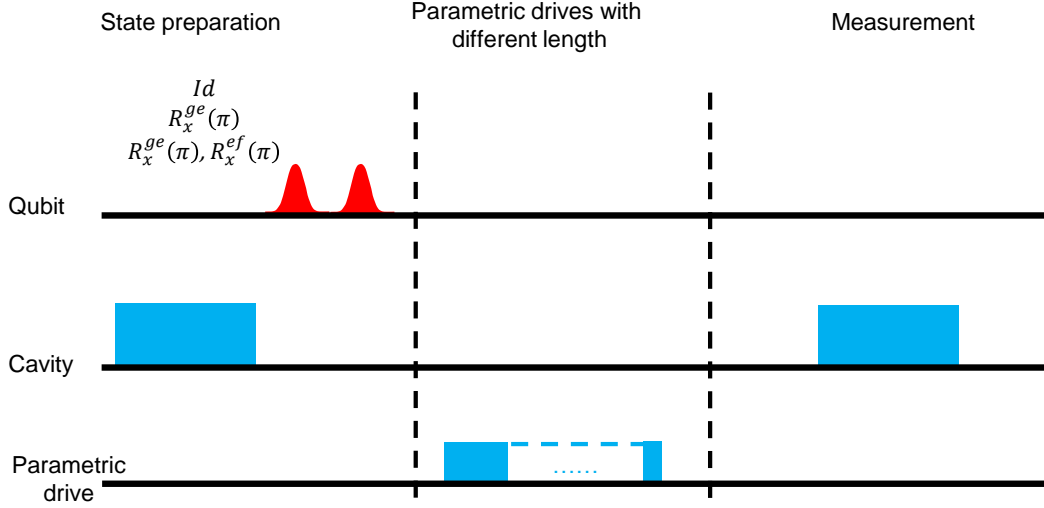 State preparation
Parametric drives with
different length
Measurement
Id
R_x^{ge}(π)
R_x^{ge}(π), R_x^{ef}(π)
Qubit
Cavity
Parametric
drive
......